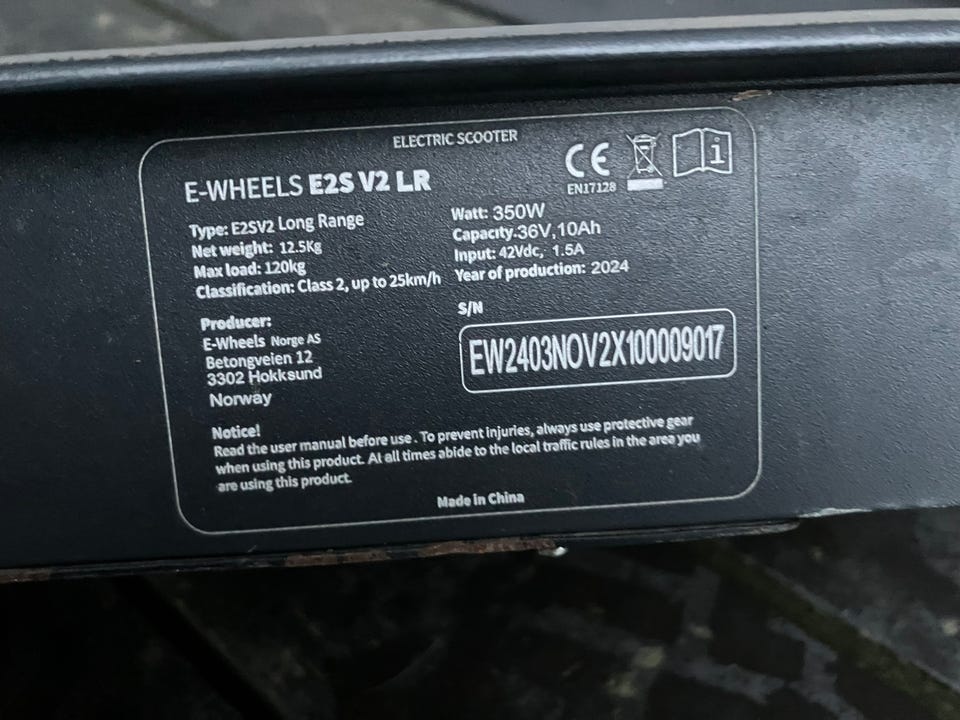 ELECTRIC SCOOTER
E-WHEELS E2S V2 LR
CE
EN17128
i
Type: E2SV2 Long Range
Net weight: 12.5Kg
Max load: 120kg
Classification: Class 2, up to 25km/h
Watt: 350W
Capacity.36V,10Ah
Input: 42Vdc, 1.5A
Year of production: 2024
Producer:
E-Wheels Norge AS
Betongveien 12
3302 Hokksund
Norway
S/N
EW2403NOV2X100009017
Notice!
Read the user manual before use . To prevent injuries, always use protective gear
when using this product. At all times abide to the local traffic rules in the area you
are using this product.
Made in China